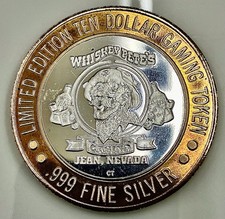 LIMITED EDITION TEN DOLLAR GAMING TOKEN
WHISKEY PETE'S
CASINO
JEAN, NEVADA
CT
.999 FINE SILVER